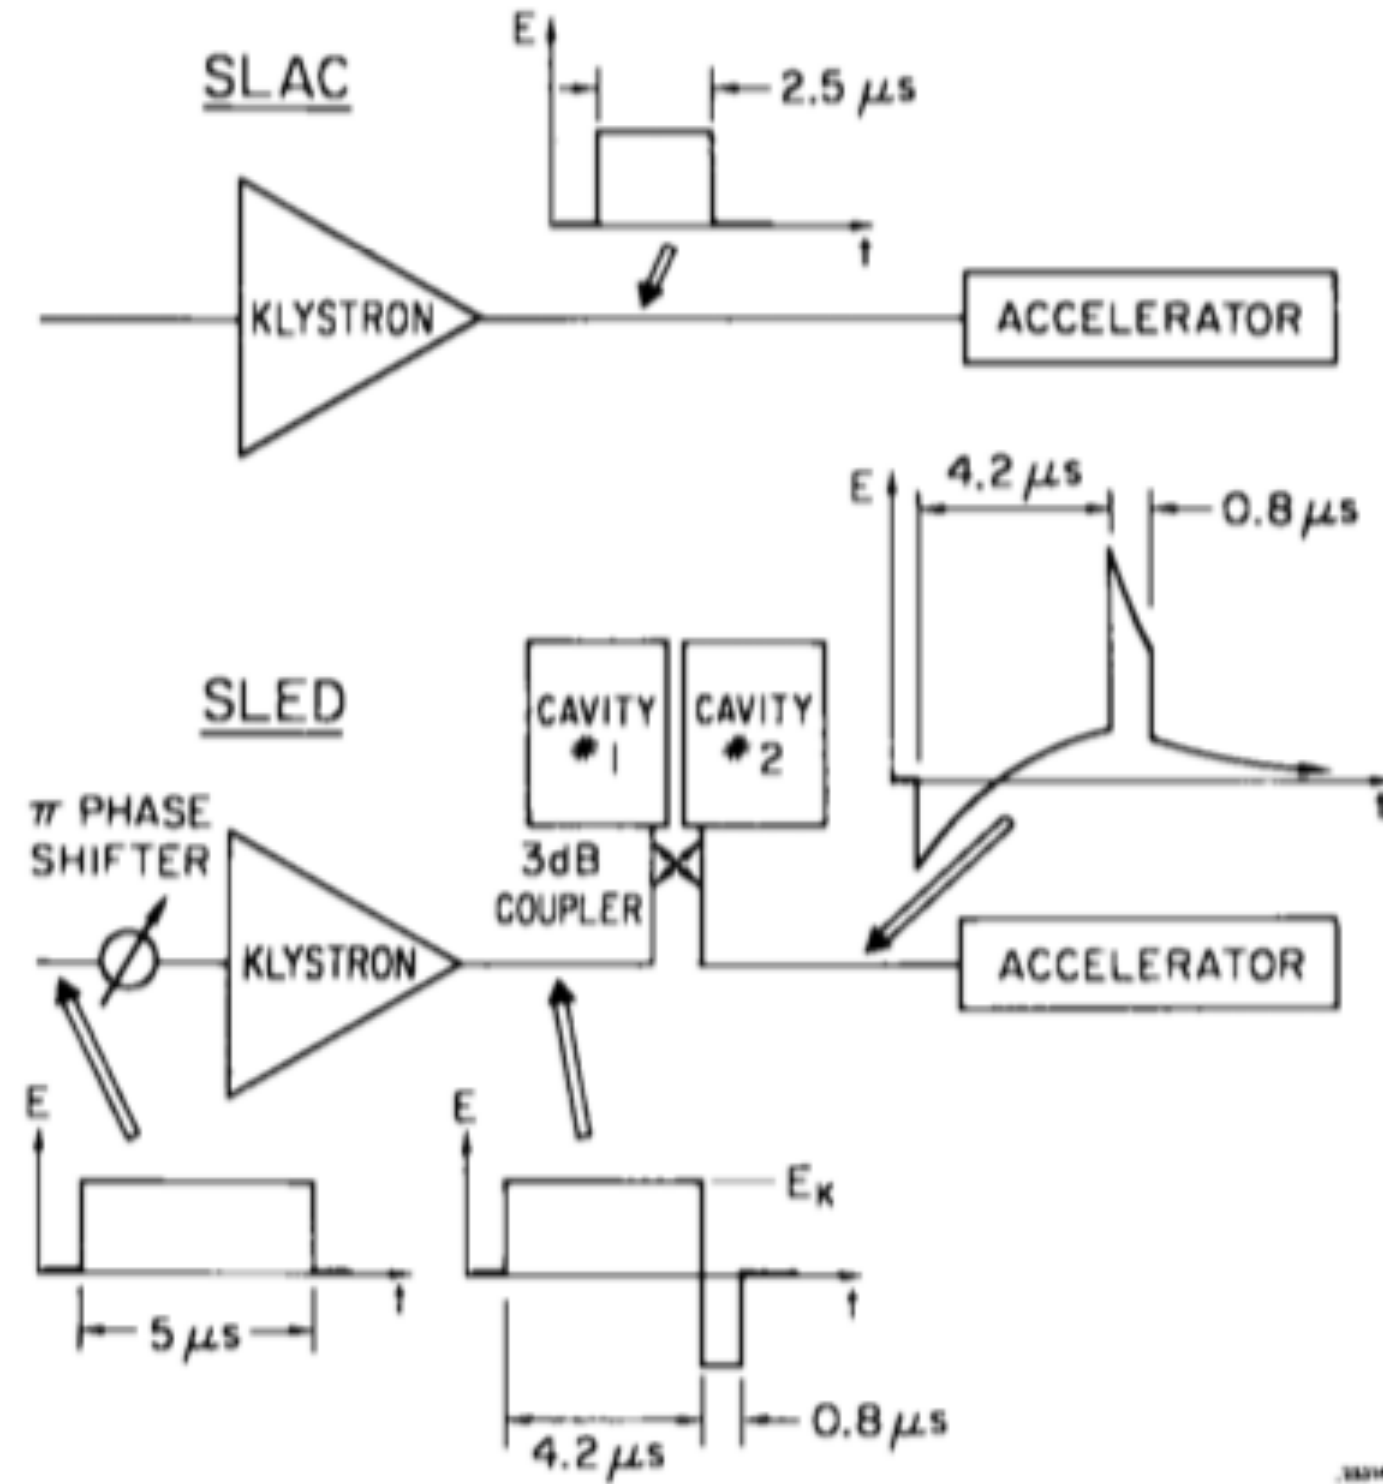 SLAC
E
2.5 μs
t
KLYSTRON
ACCELERATOR
E
4.2 μs
0.8 μs
t
SLED
CAVITY
#1
CAVITY
#2
π PHASE
SHIFTER
3dB
COUPLER
KLYSTRON
ACCELERATOR
E
t
5 μs
E
E_K
t
4.2 μs
0.8 μs